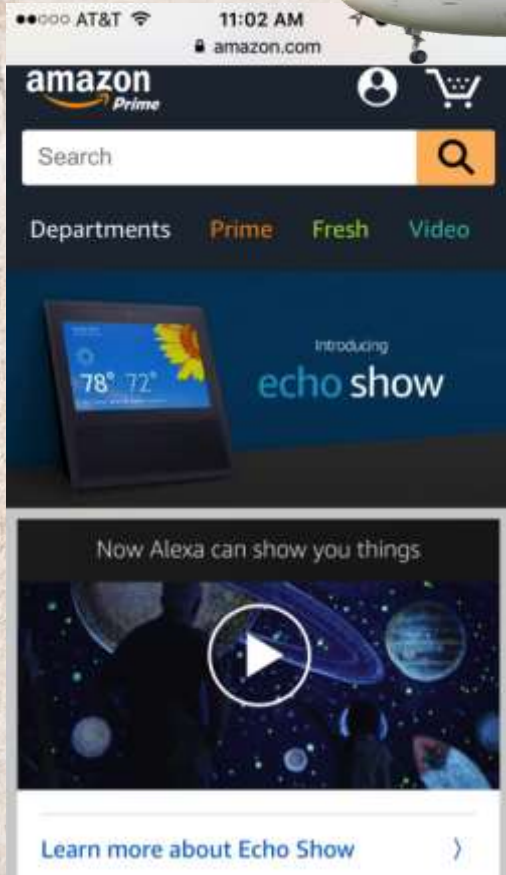 AT&T 11:02 AM
amazon.com
amazon
Prime
Search
Departments Prime Fresh Video
78° 72°
Introducing
echo show
Now Alexa can show you things
Learn more about Echo Show